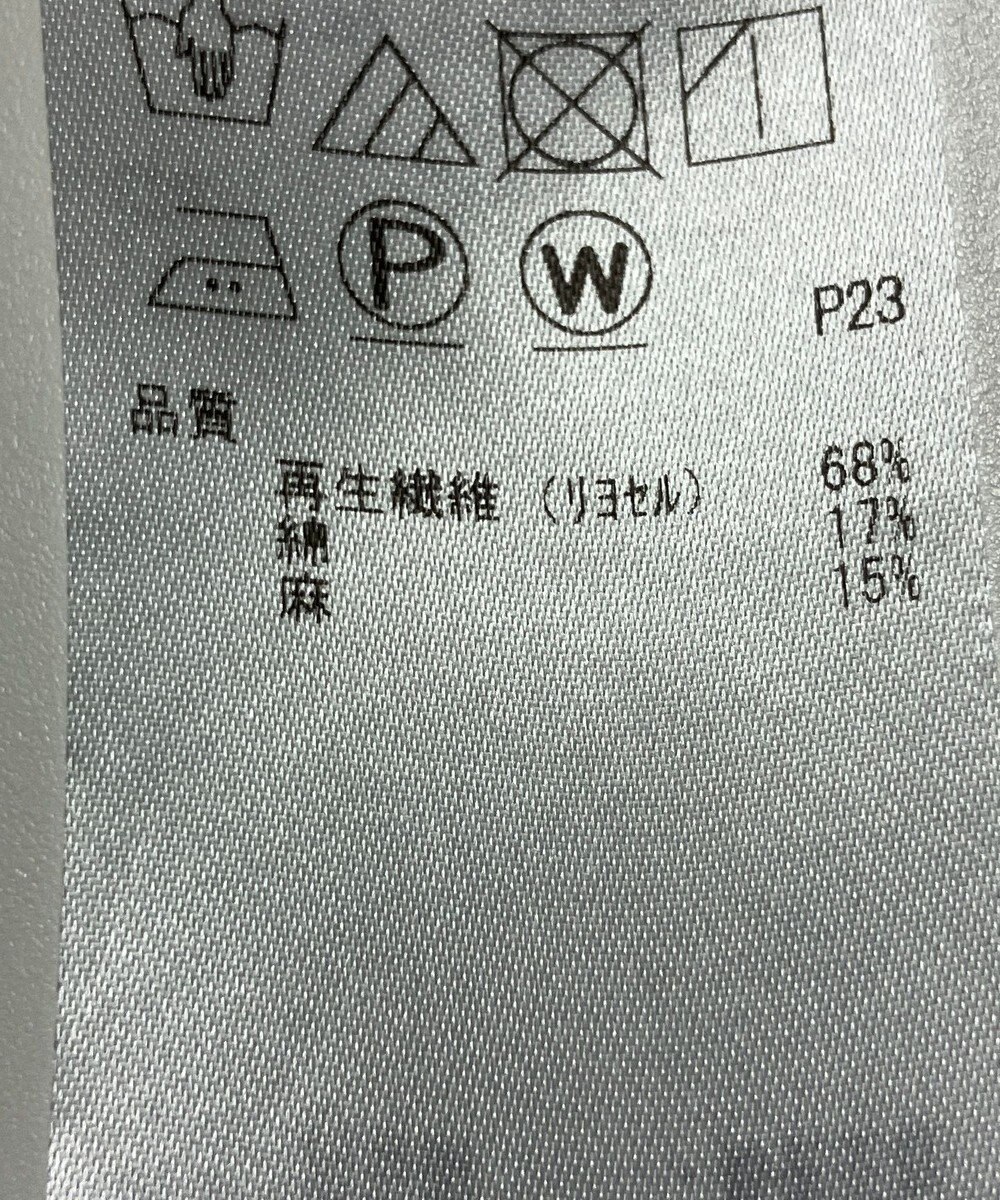 P W P23
品質
再生繊維（リヨセル） 68%
綿 17%
麻 15%